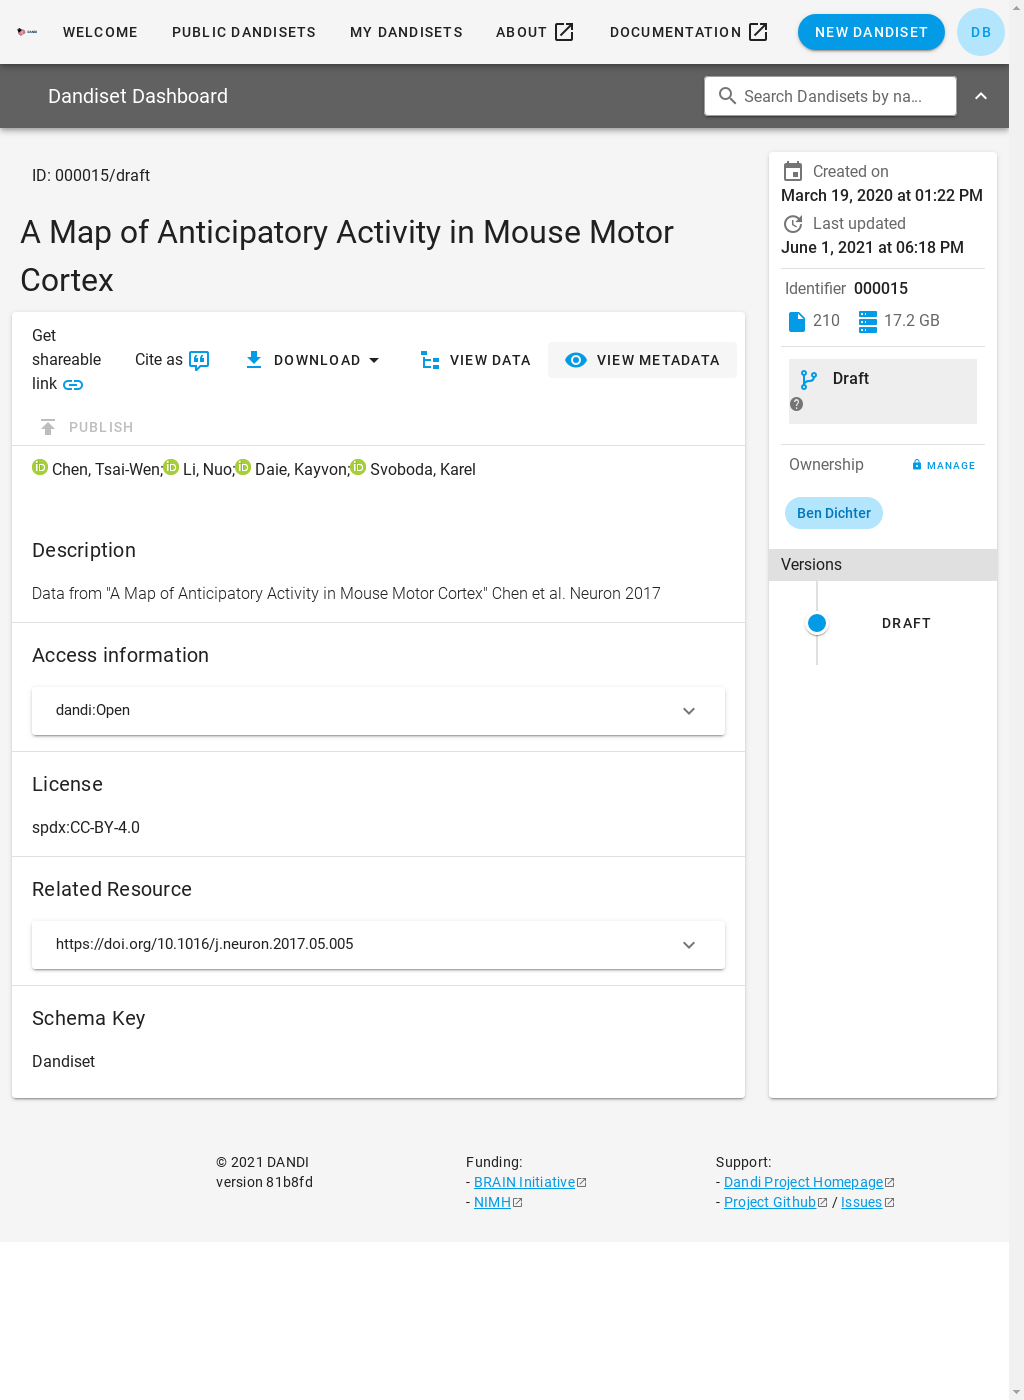 WELCOME PUBLIC DANDISETS MY DANDISETS ABOUT DOCUMENTATION NEW DANDISET DB
Dandiset Dashboard
Search Dandisets by na...
ID: 000015/draft
A Map of Anticipatory Activity in Mouse Motor
Cortex
Get
shareable
link
Cite as
DOWNLOAD
VIEW DATA
VIEW METADATA
PUBLISH
Chen, Tsai-Wen; Li, Nuo; Daie, Kayvon; Svoboda, Karel
Description
Data from "A Map of Anticipatory Activity in Mouse Motor Cortex" Chen et al. Neuron 2017
Access information
dandi:Open
License
spdx:CC-BY-4.0
Related Resource
https://doi.org/10.1016/j.neuron.2017.05.005
Schema Key
Dandiset
Created on
March 19, 2020 at 01:22 PM
Last updated
June 1, 2021 at 06:18 PM
Identifier 000015
210 17.2 GB
Draft
Ownership MANAGE
Ben Dichter
Versions
DRAFT
© 2021 DANDI
version 81b8fd
Funding:
- BRAIN Initiative
- NIMH
Support:
- Dandi Project Homepage
- Project Github / Issues